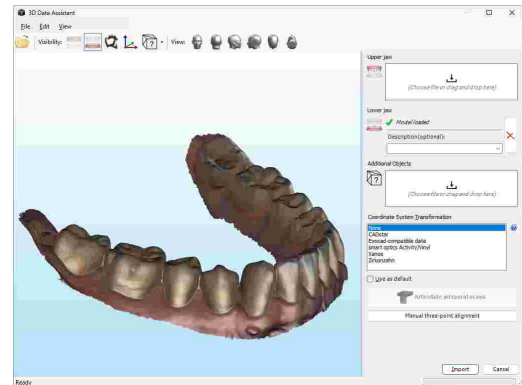 3D Data Assistant
File Edit View
Visibility:
View:
Upper jaw
(Choose file or drag and drop here)
Lower jaw
Model loaded
Description(optional):
Additional Objects
(Choose file or drag and drop here)
Coordinate System Transformation
None
CADstar
Exocad-compatible data
smart optics Activity/Vinyl
Yenae
Zirkonzahn
Use as default
Articulate intraoral scans
Manual three-point alignment
Import Cancel
Ready